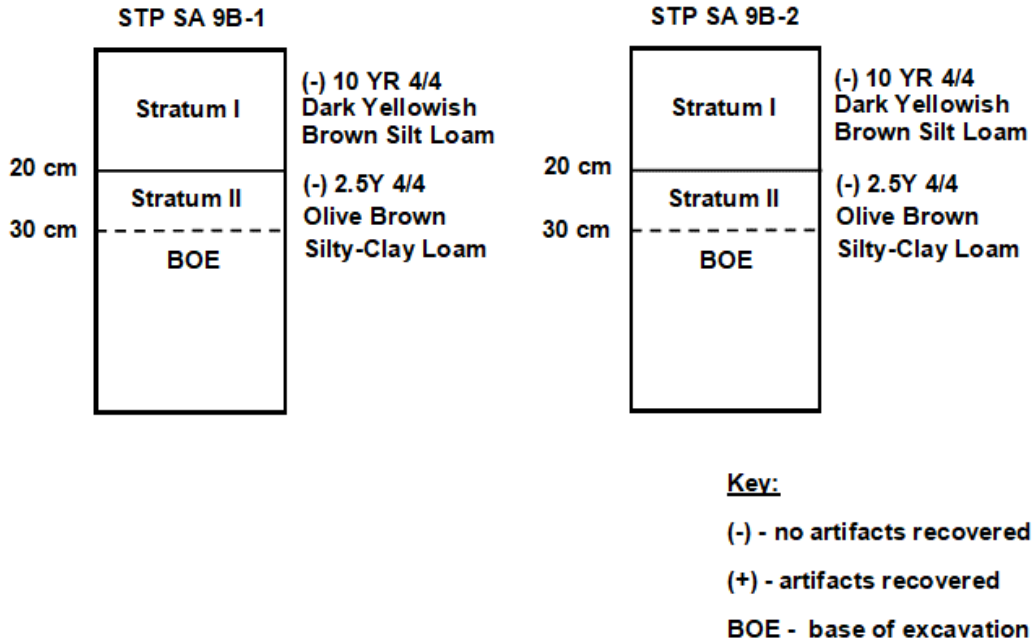 STP SA 9B-1
Stratum I
(-) 10 YR 4/4
Dark Yellowish
Brown Silt Loam
20 cm
Stratum II
(-) 2.5Y 4/4
Olive Brown
Silty-Clay Loam
30 cm
BOE
STP SA 9B-2
Stratum I
(-) 10 YR 4/4
Dark Yellowish
Brown Silt Loam
20 cm
Stratum II
(-) 2.5Y 4/4
Olive Brown
Silty-Clay Loam
30 cm
BOE
Key:
(-) - no artifacts recovered
(+) - artifacts recovered
BOE - base of excavation